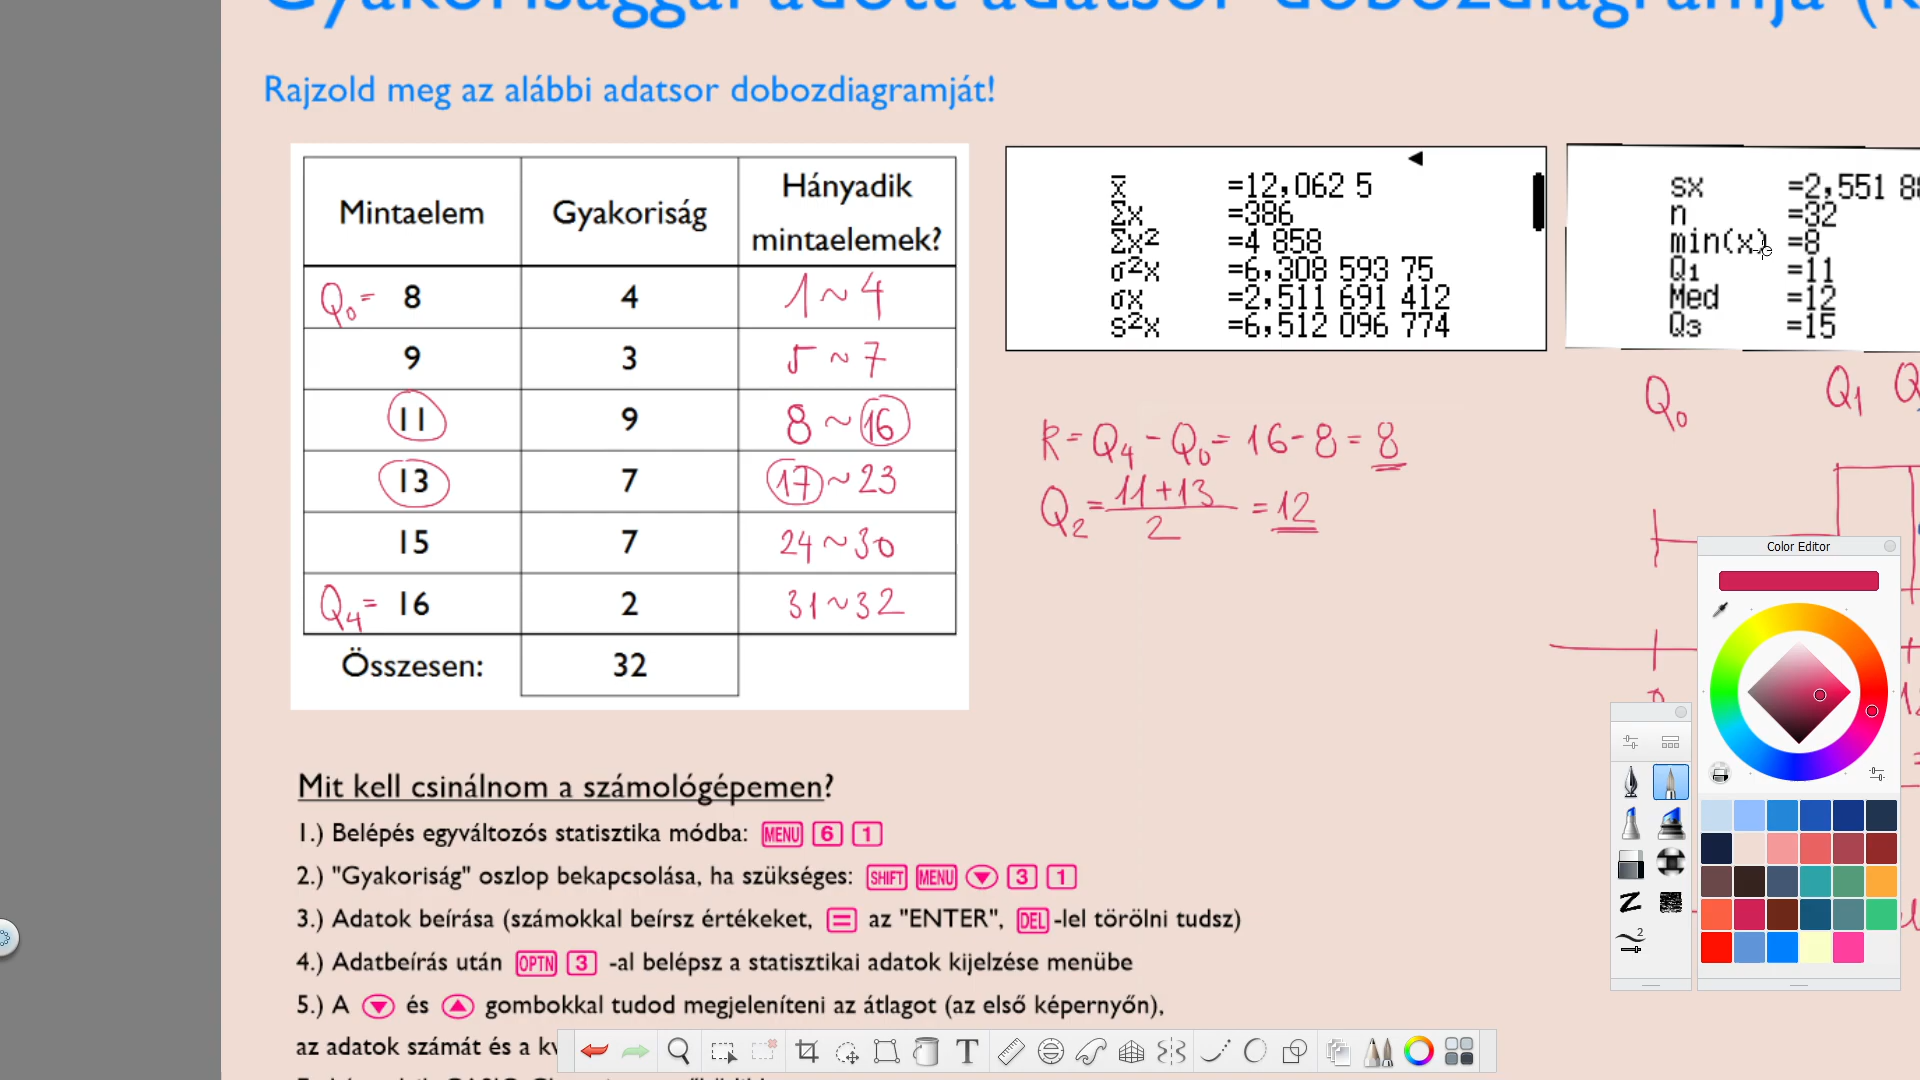 Gyakorisággal adott adatsor dobozdiagramja
Rajzold meg az alábbi adatsor dobozdiagramját!
Mintaelem Gyakoriság Hányadik mintaelemek?
Q0= 8 4 1~4
9 3 5~7
11 9 8~16
13 7 17~23
15 7 24~30
Q4= 16 2 31~32
Összesen: 32
x̄ =12,062 5
Σx =386
Σx² =4 858
σ²x =6,308 593 75
σx =2,511 691 412
s²x =6,512 096 774
sx =2,551 88
n =32
min(x) =8
Q1 =11
Med =12
Q3 =15
R=Q4-Q0=16-8=8
Q2=(11+13)/2=12
Q0 Q1
Color Editor
Mit kell csinálnom a számológépemen?
1.) Belépés egyváltozós statisztika módba: MENU 6 1
2.) "Gyakoriság" oszlop bekapcsolása, ha szükséges: SHIFT MENU ▼ 3 1
3.) Adatok beírása (számokkal beírsz értékeket, = az "ENTER", DEL-lel törölni tudsz)
4.) Adatbeírás után OPTN 3 -al belépsz a statisztikai adatok kijelzése menübe
5.) A ▼ és ▲ gombokkal tudod megjeleníteni az átlagot (az első képernyőn),
az adatok számát és a